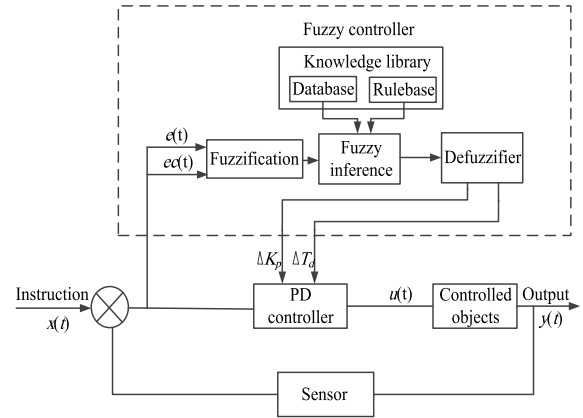 Fuzzy controller
Knowledge library
Database
Rulebase
e(t)
ec(t)
Fuzzification
Fuzzy
inference
Defuzzifier
ΔKp
ΔTd
Instruction
x(t)
PD
controller
u(t)
Controlled
objects
Output
y(t)
Sensor